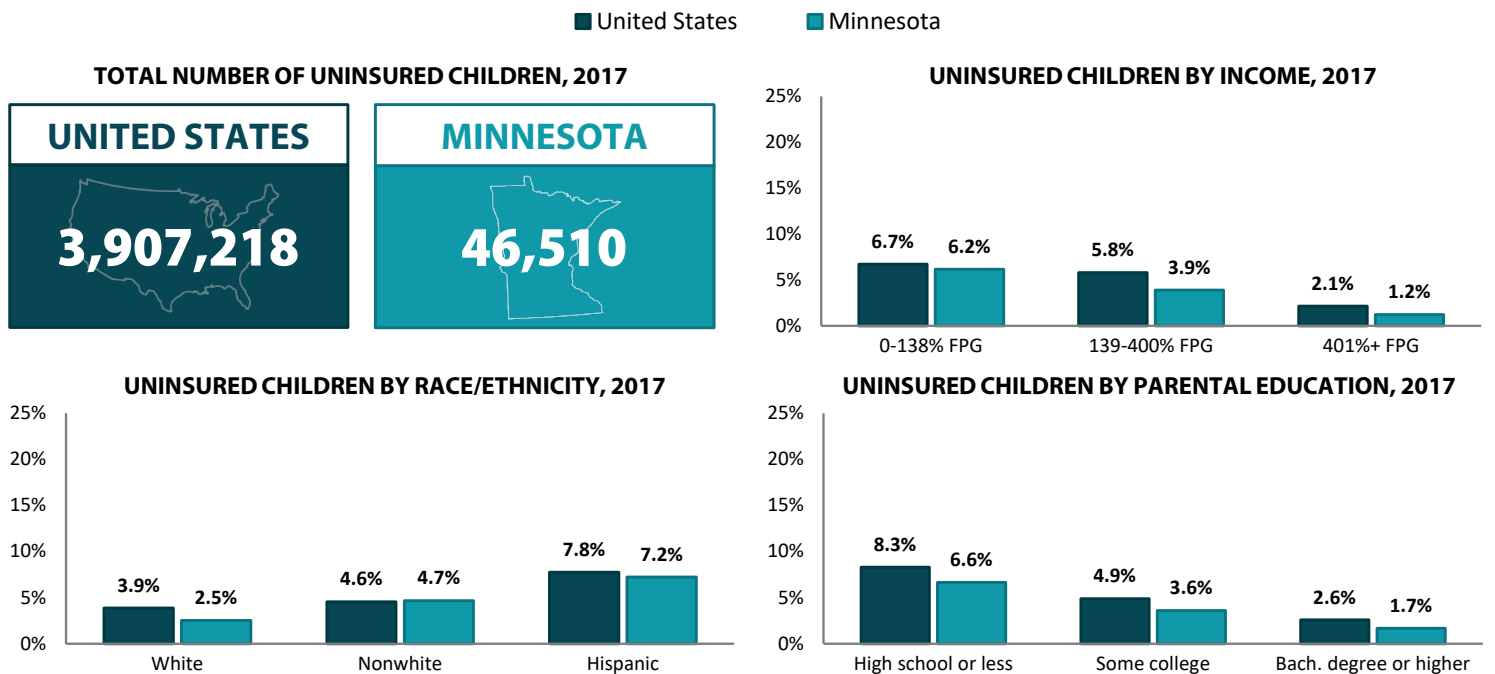 United States Minnesota
TOTAL NUMBER OF UNINSURED CHILDREN, 2017
UNITED STATES
3,907,218
MINNESOTA
46,510
UNINSURED CHILDREN BY INCOME, 2017
25%
20%
15%
10%
5%
0%
6.7% 6.2% 5.8% 3.9% 2.1% 1.2%
0-138% FPG 139-400% FPG 401%+ FPG
UNINSURED CHILDREN BY RACE/ETHNICITY, 2017
25%
20%
15%
10%
5%
0%
3.9% 2.5% 4.6% 4.7% 7.8% 7.2%
White Nonwhite Hispanic
UNINSURED CHILDREN BY PARENTAL EDUCATION, 2017
25%
20%
15%
10%
5%
0%
8.3% 6.6% 4.9% 3.6% 2.6% 1.7%
High school or less Some college Bach. degree or higher